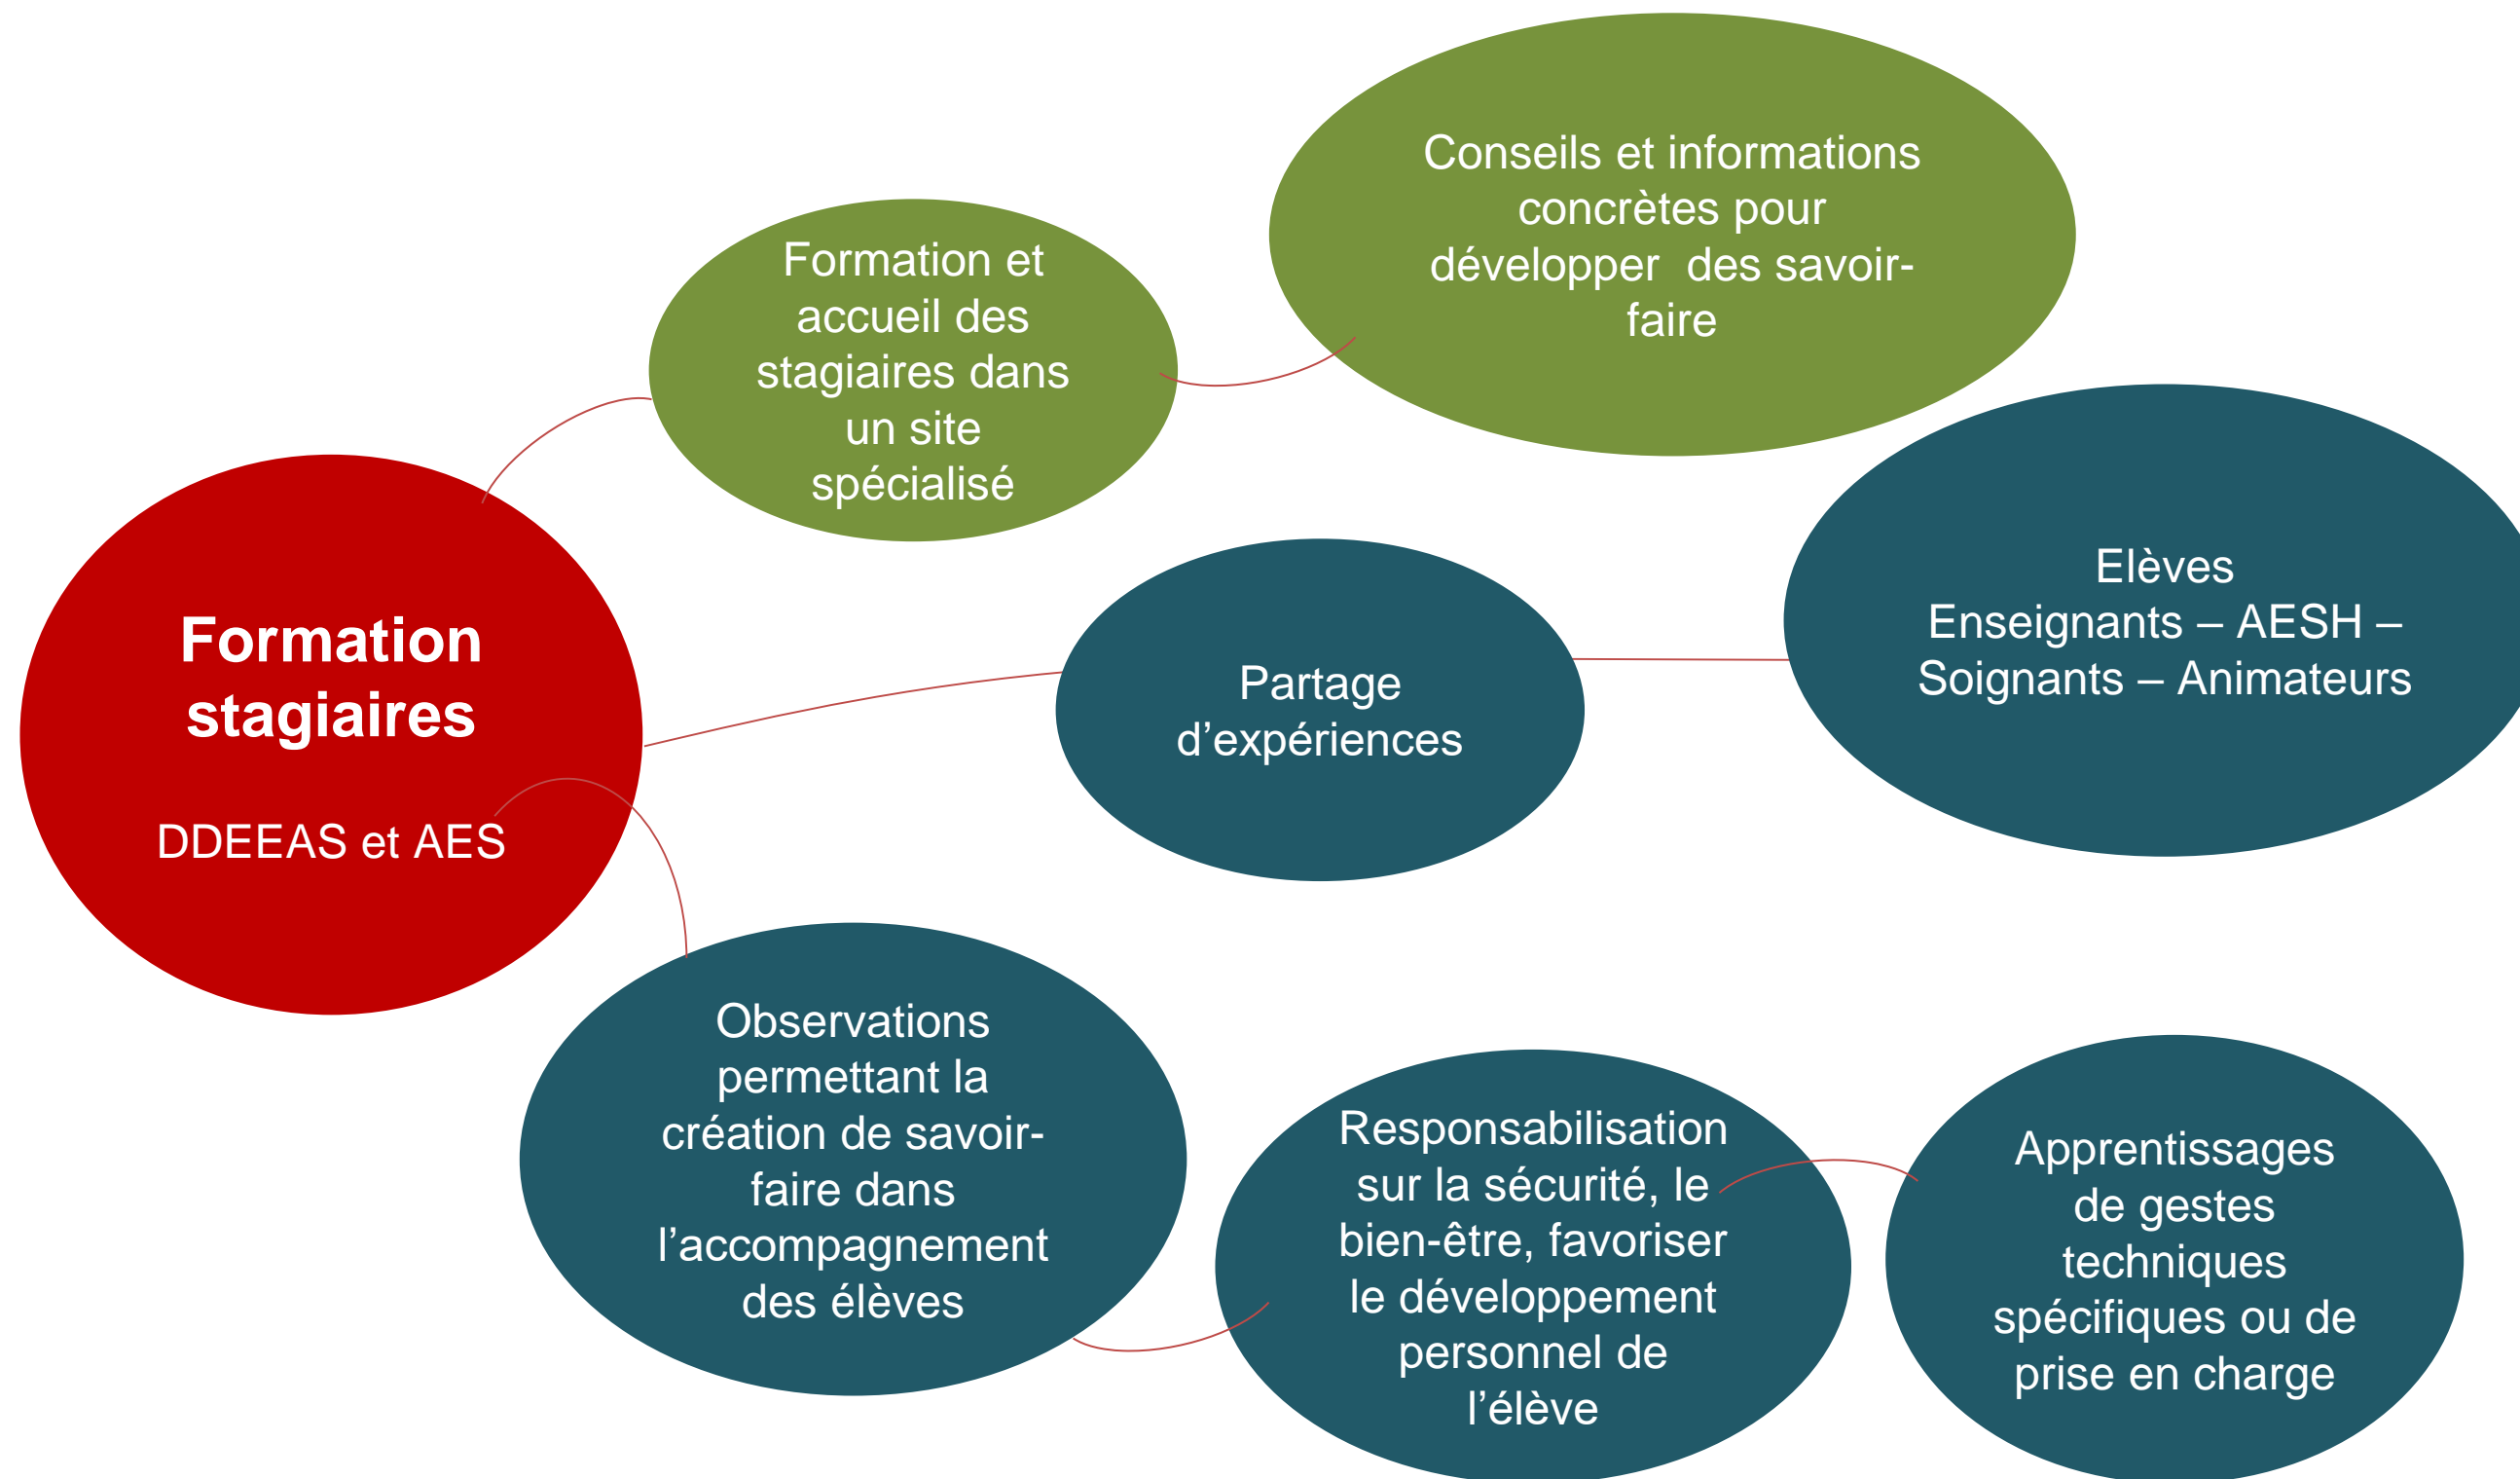 Conseils et informations
concrètes pour
développer  des savoir-
faire
Formation et
accueil des
stagiaires dans
un site
spécialisé
Elèves
Enseignants – AESH –
Soignants – Animateurs
Formation
stagiaires
DDEEAS et AES
Partage
d’expériences
Observations
permettant la
création de savoir-
faire dans
l’accompagnement
des élèves
Responsabilisation
sur la sécurité, le
bien-être, favoriser
le développement
personnel de
l’élève
Apprentissages
de gestes
techniques
spécifiques ou de
prise en charge